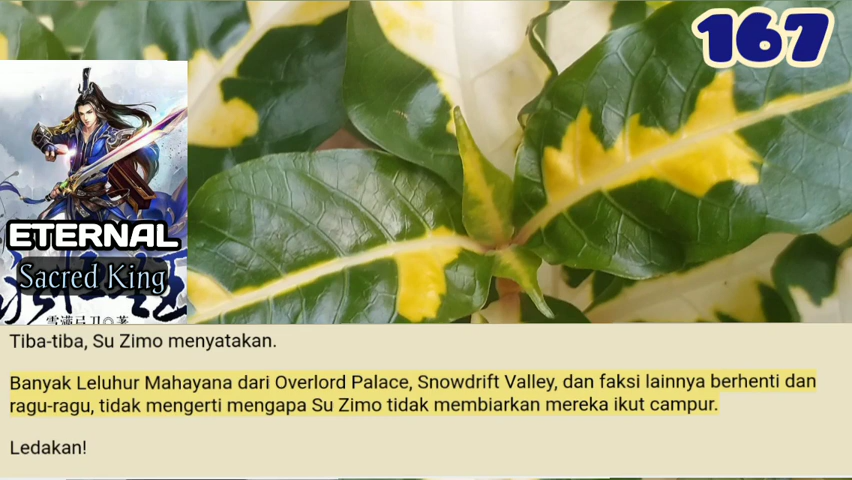 167
ETERNAL
Sacred King
Tiba-tiba, Su Zimo menyatakan.
Banyak Leluhur Mahayana dari Overlord Palace, Snowdrift Valley, dan faksi lainnya berhenti dan
ragu-ragu, tidak mengerti mengapa Su Zimo tidak membiarkan mereka ikut campur.
Ledakan!